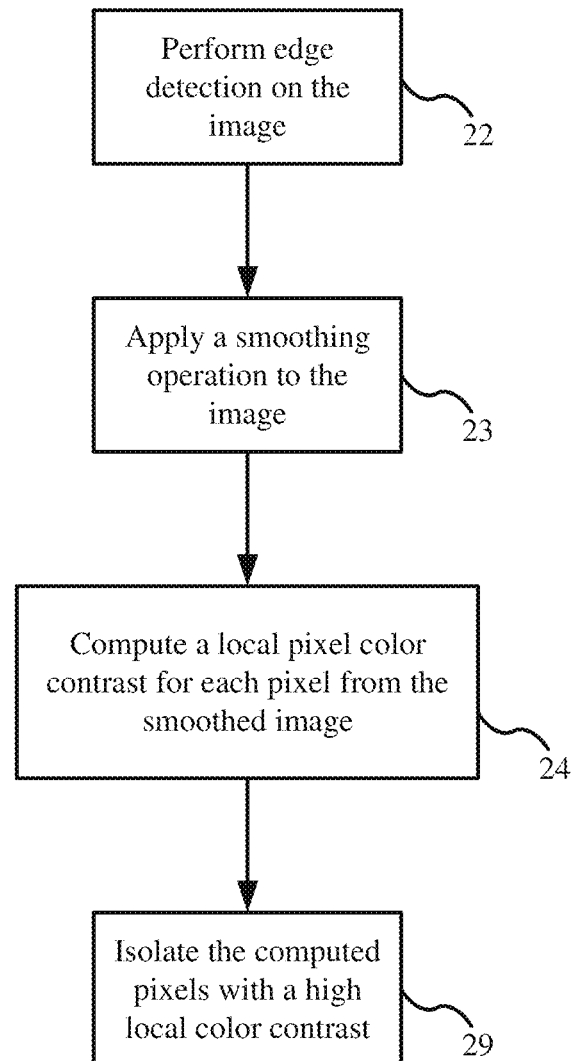 Perform edge
detection on the
image
22
Apply a smoothing
operation to the
image
23
Compute a local pixel color
contrast for each pixel from the
smoothed image
24
Isolate the computed
pixels with a high
local color contrast
29